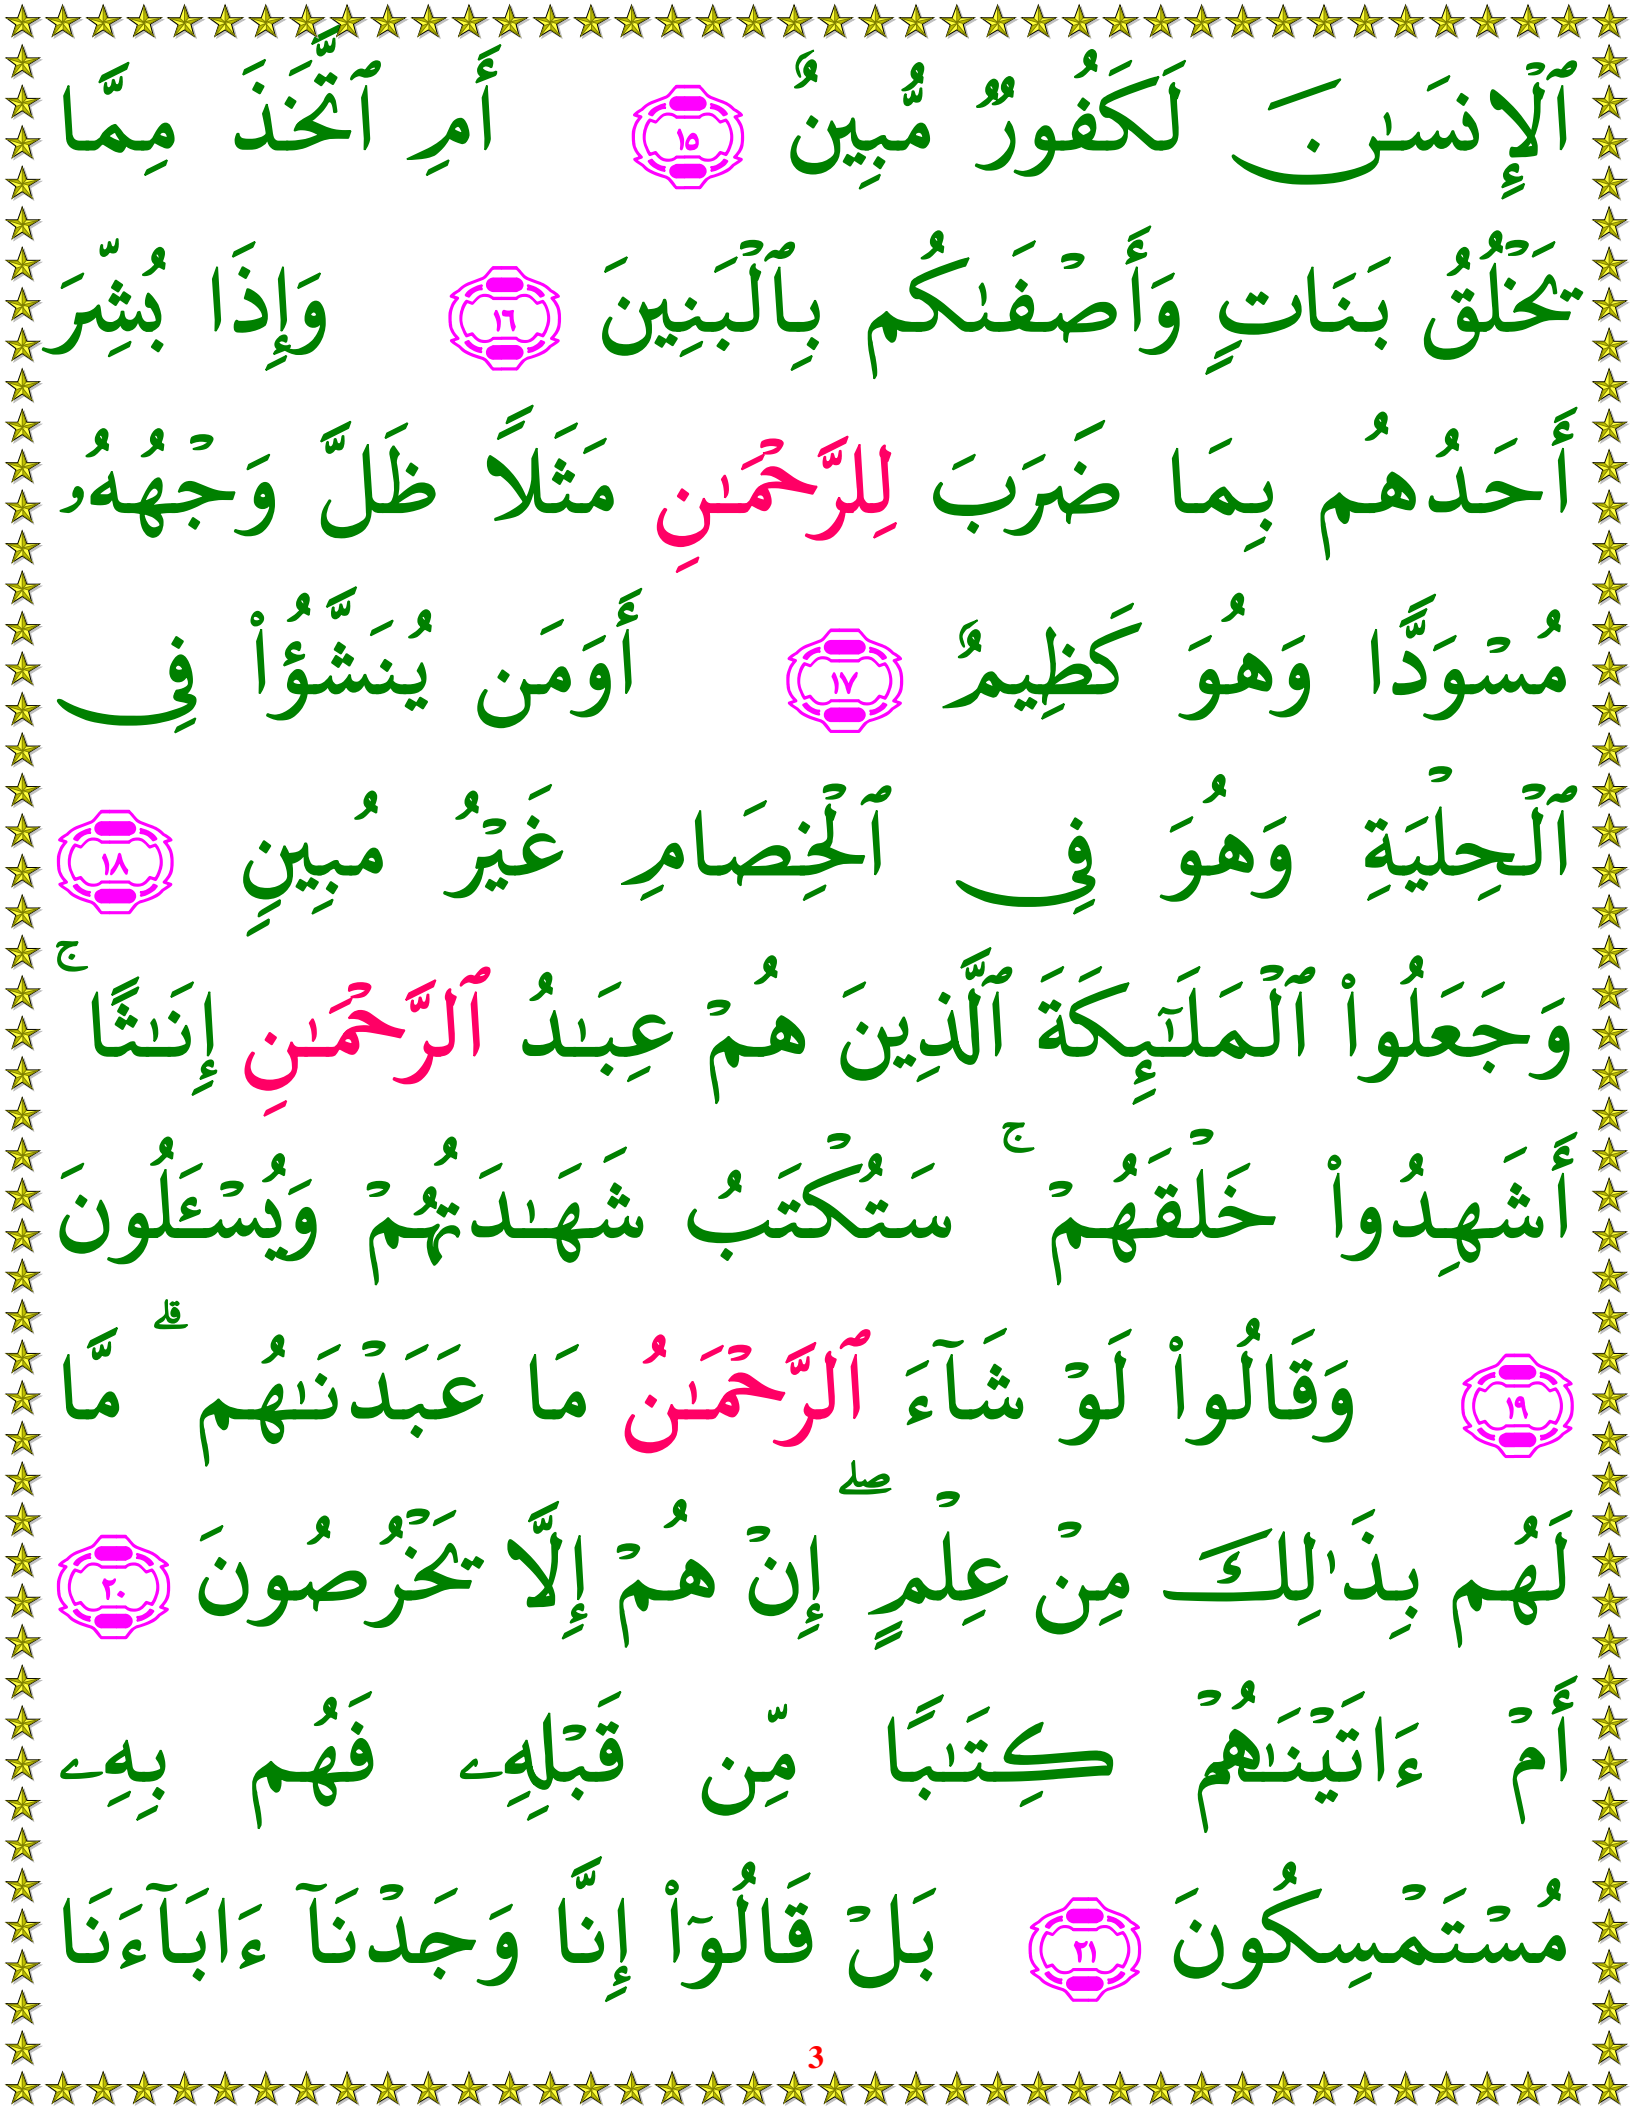 ٱلْإِنسَـٰنَ لَكَفُورٌ مُّبِينٌ ١٥ أَمِ ٱتَّخَذَ مِمَّا
يَخْلُقُ بَنَاتٍ وَأَصْفَىٰكُم بِٱلْبَنِينَ ١٦ وَإِذَا بُشِّرَ
أَحَدُهُم بِمَا ضَرَبَ لِلرَّحْمَـٰنِ مَثَلًا ظَلَّ وَجْهُهُۥ
مُسْوَدًّا وَهُوَ كَظِيمٌ ١٧ أَوَمَن يُنَشَّؤُا۟ فِى
ٱلْحِلْيَةِ وَهُوَ فِى ٱلْخِصَامِ غَيْرُ مُبِينٍ ١٨
وَجَعَلُوا۟ ٱلْمَلَـٰٓئِكَةَ ٱلَّذِينَ هُمْ عِبَـٰدُ ٱلرَّحْمَـٰنِ إِنَـٰثًا ۚ
أَشَهِدُوا۟ خَلْقَهُمْ ۚ سَتُكْتَبُ شَهَـٰدَتُهُمْ وَيُسْـَٔلُونَ
١٩ وَقَالُوا۟ لَوْ شَآءَ ٱلرَّحْمَـٰنُ مَا عَبَدْنَـٰهُم ۗ مَّا
لَهُم بِذَٰلِكَ مِنْ عِلْمٍ ۖ إِنْ هُمْ إِلَّا يَخْرُصُونَ ٢٠
أَمْ ءَاتَيْنَـٰهُمْ كِتَـٰبًا مِّن قَبْلِهِۦ فَهُم بِهِۦ
مُسْتَمْسِكُونَ ٢١ بَلْ قَالُوٓا۟ إِنَّا وَجَدْنَآ ءَابَآءَنَا
3